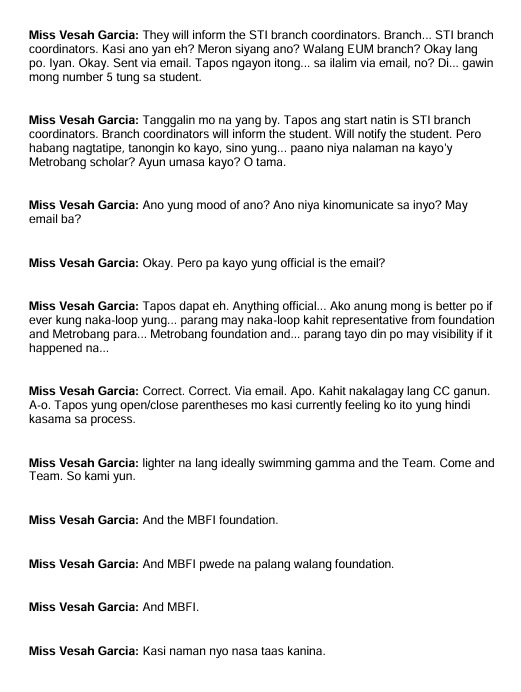 Miss Vesah Garcia: They will inform the STI branch coordinators. Branch... STI branch
coordinators. Kasi ano yan eh? Meron siyang ano? Walang EUM branch? Okay lang
po. Iyan. Okay. Sent via email. Tapos ngayon itong... sa ilalim via email, no? Di... gawin
mong number 5 tung sa student.
Miss Vesah Garcia: Tanggalin mo na yang by. Tapos ang start natin is STI branch
coordinators. Branch coordinators will inform the student. Will notify the student. Pero
habang nagtatipe, tanongin ko kayo, sino yung... paano niya nalaman na kayo'y
Metrobang scholar? Ayun umasa kayo? O tama.
Miss Vesah Garcia: Ano yung mood of ano? Ano niya kinomunicate sa inyo? May
email ba?
Miss Vesah Garcia: Okay. Pero pa kayo yung official is the email?
Miss Vesah Garcia: Tapos dapat eh. Anything official... Ako anung mong is better po if
ever kung naka-loop yung... parang may naka-loop kahit representative from foundation
and Metrobang para... Metrobang foundation and... parang tayo din po may visibility if it
happened na...
Miss Vesah Garcia: Correct. Correct. Via email. Apo. Kahit nakalagay lang CC ganun.
A-o. Tapos yung open/close parentheses mo kasi currently feeling ko ito yung hindi
kasama sa process.
Miss Vesah Garcia: lighter na lang ideally swimming gamma and the Team. Come and
Team. So kami yun.
Miss Vesah Garcia: And the MBFI foundation.
Miss Vesah Garcia: And MBFI pwede na palang walang foundation.
Miss Vesah Garcia: And MBFI.
Miss Vesah Garcia: Kasi naman nyo nasa taas kanina.